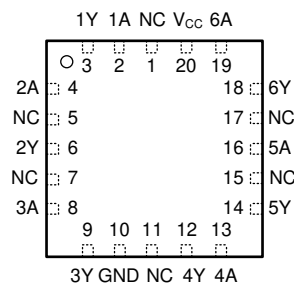 1Y 1A NC VCC 6A
3 2 1 20 19
2A 4 18 6Y
NC 5 17 NC
2Y 6 16 5A
NC 7 15 NC
3A 8 14 5Y
9 10 11 12 13
3Y GND NC 4Y 4A